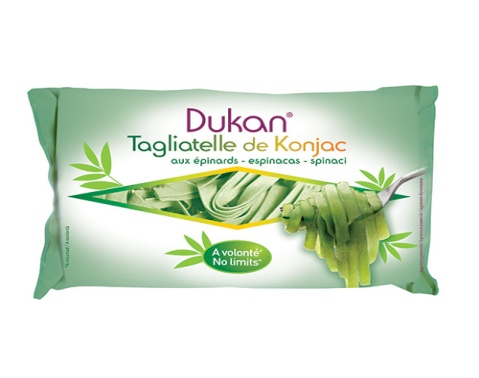 Dukan®
Tagliatelle de Konjac
aux épinards - espinacas - spinaci
A volonté*
No limits*